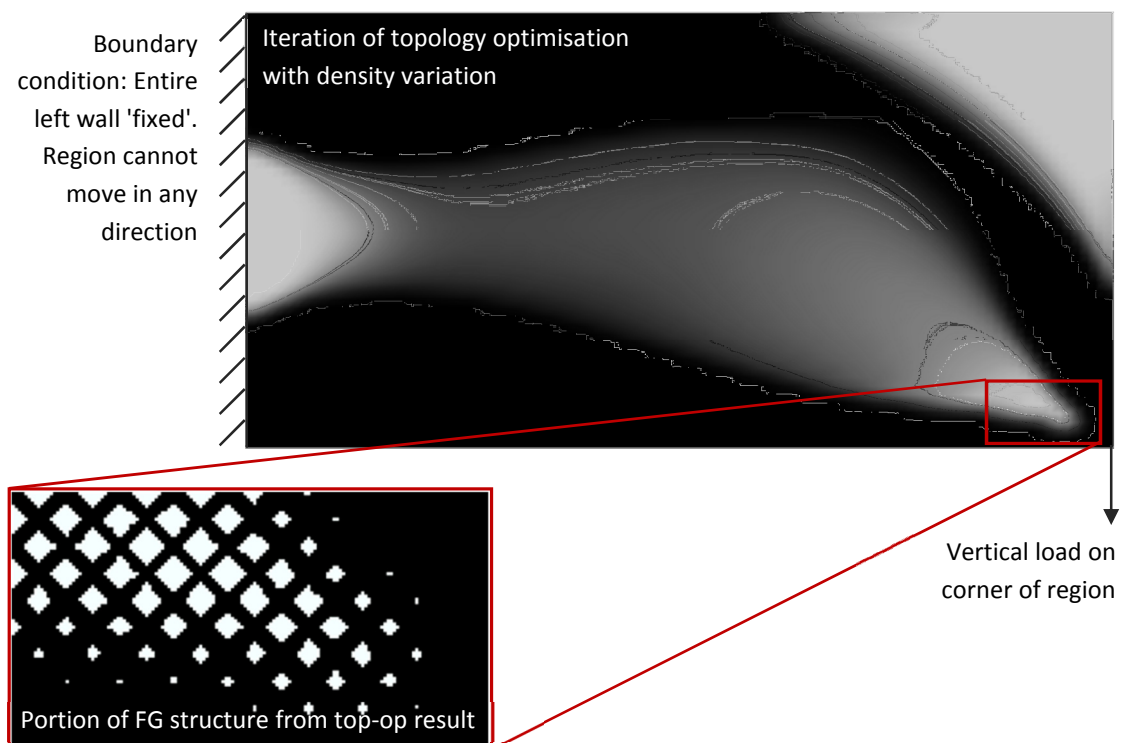 Boundary
condition: Entire
left wall 'fixed'.
Region cannot
move in any
direction
Iteration of topology optimisation
with density variation
Vertical load on
corner of region
Portion of FG structure from top-op result